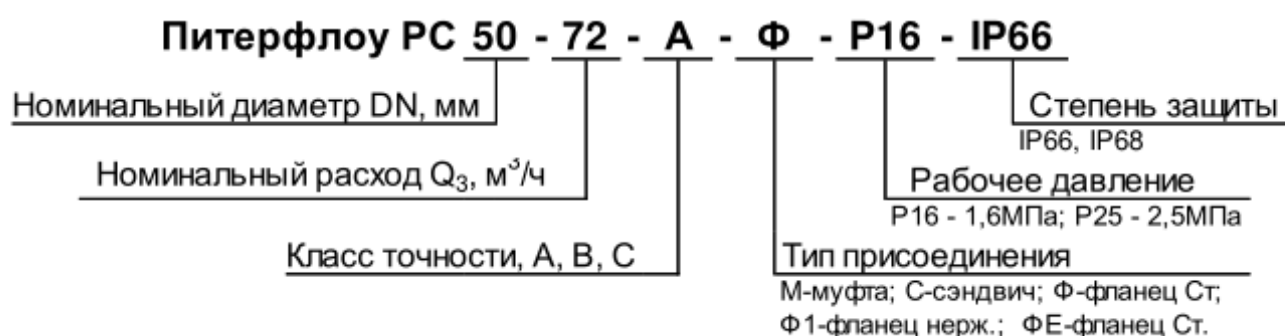 Питерфлоу РС 50 - 72 - А - Ф - Р16 - IP66
Номинальный диаметр DN, мм
Степень защиты
IP66, IP68
Номинальный расход Q₃, м³/ч
Рабочее давление
Р16 - 1,6МПа; Р25 - 2,5МПа
Класс точности, А, В, С
Тип присоединения
М-муфта; С-сэндвич; Ф-фланец Ст;
Ф1-фланец нерж.; ФЕ-фланец Ст.